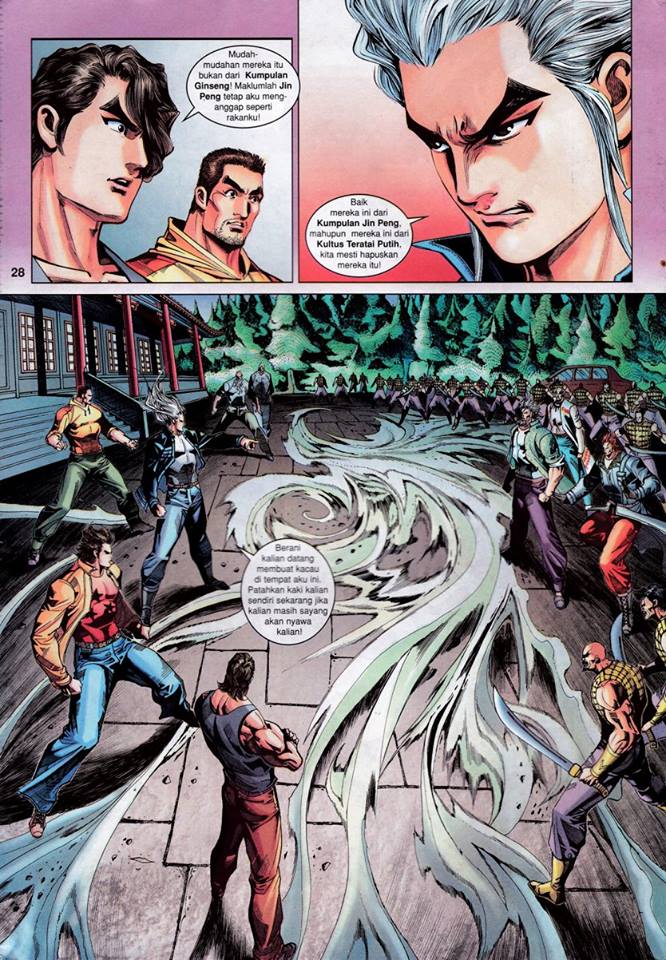 Mudah-
mudahan mereka itu
bukan dari Kumpulan
Ginseng! Maklumlah Jin
Peng tetap aku meng-
anggap seperti
rakanku!
Baik
mereka ini dari
Kumpulan Jin Peng,
mahupun mereka ini dari
Kultus Teratai Putih,
kita mesti hapuskan
mereka itu!
28
Berani
kalian datang
membuat kacau
di tempat aku ini.
Patahkan kaki kalian
sendiri sekarang jika
kalian masih sayang
akan nyawa
kalian!